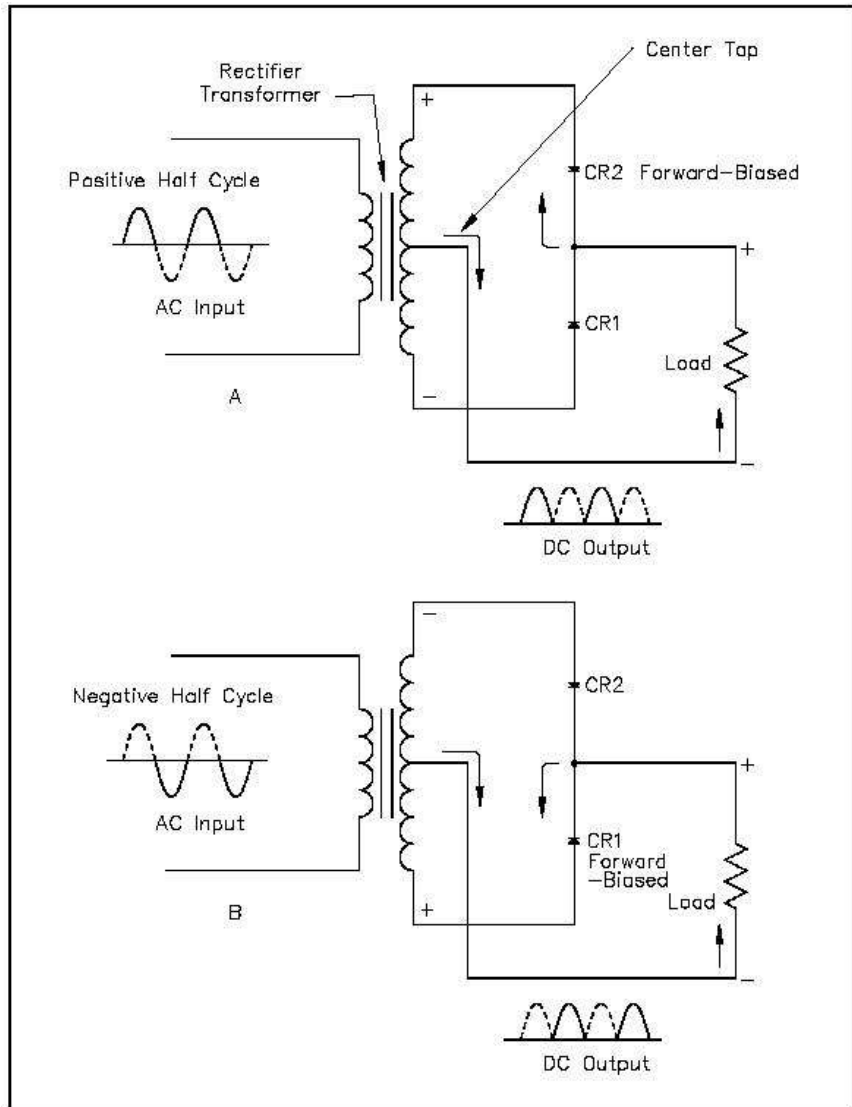 Center Tap
Rectifier
Transformer
+
Positive Half Cycle
CR2 Forward-Biased
+
AC Input
CR1
Load
A
−
−
DC Output
−
Negative Half Cycle
CR2
+
AC Input
CR1
Forward
-Biased
Load
B
+
−
DC Output